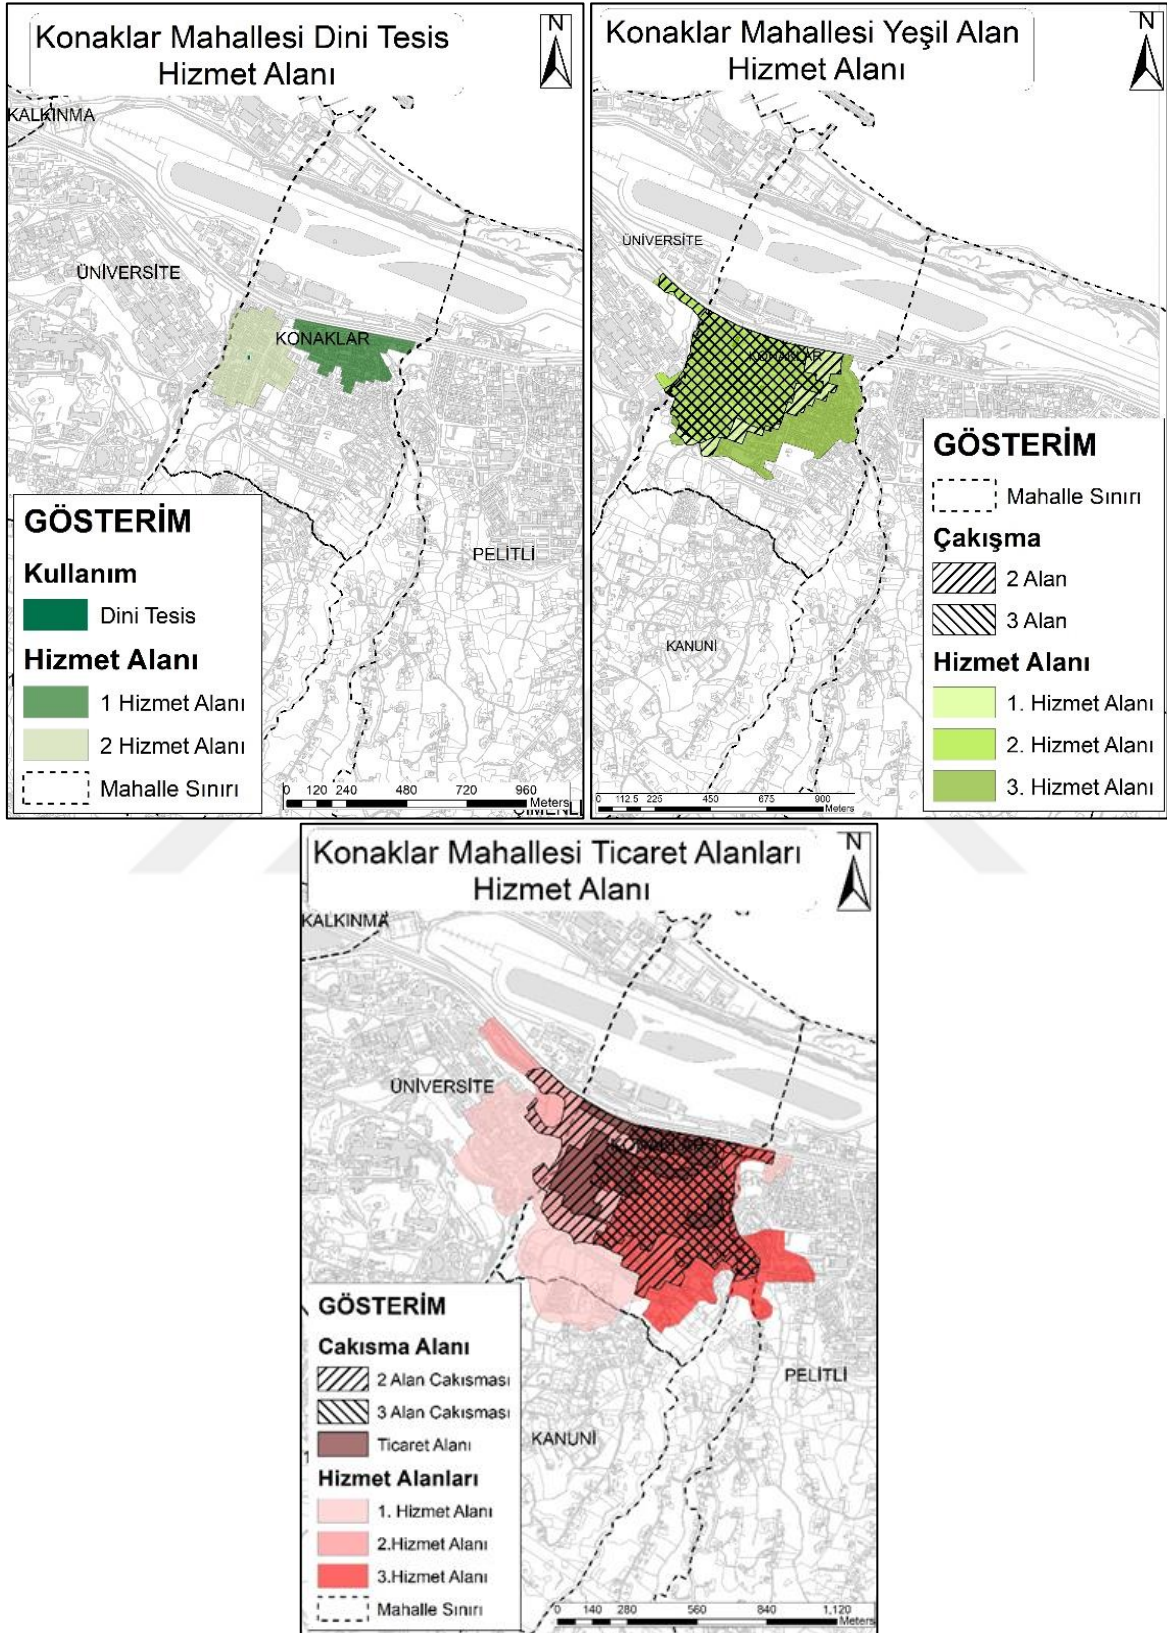 Konaklar Mahallesi Dini Tesis
Hizmet Alanı
N
KALKINMA
ÜNİVERSİTE
KONAKLAR
PELİTLİ
GÖSTERİM
Kullanım
Dini Tesis
Hizmet Alanı
1 Hizmet Alanı
2 Hizmet Alanı
Mahalle Sınırı
0 120 240 480 720 960
Meters
Konaklar Mahallesi Yeşil Alan
Hizmet Alanı
N
ÜNİVERSİTE
KONAKLAR
KANUNİ
GÖSTERİM
Mahalle Sınırı
Çakışma
2 Alan
3 Alan
Hizmet Alanı
1. Hizmet Alanı
2. Hizmet Alanı
3. Hizmet Alanı
0 112.5 225 450 675 900
Meters
Konaklar Mahallesi Ticaret Alanları
Hizmet Alanı
N
KALKINMA
ÜNİVERSİTE
KONAKLAR
PELİTLİ
KANUNİ
GÖSTERİM
Cakısma Alanı
2 Alan Cakısması
3 Alan Cakısması
Ticaret Alanı
Hizmet Alanları
1. Hizmet Alanı
2.Hizmet Alanı
3.Hizmet Alanı
Mahalle Sınırı
0 140 280 560 840 1,120
Meters